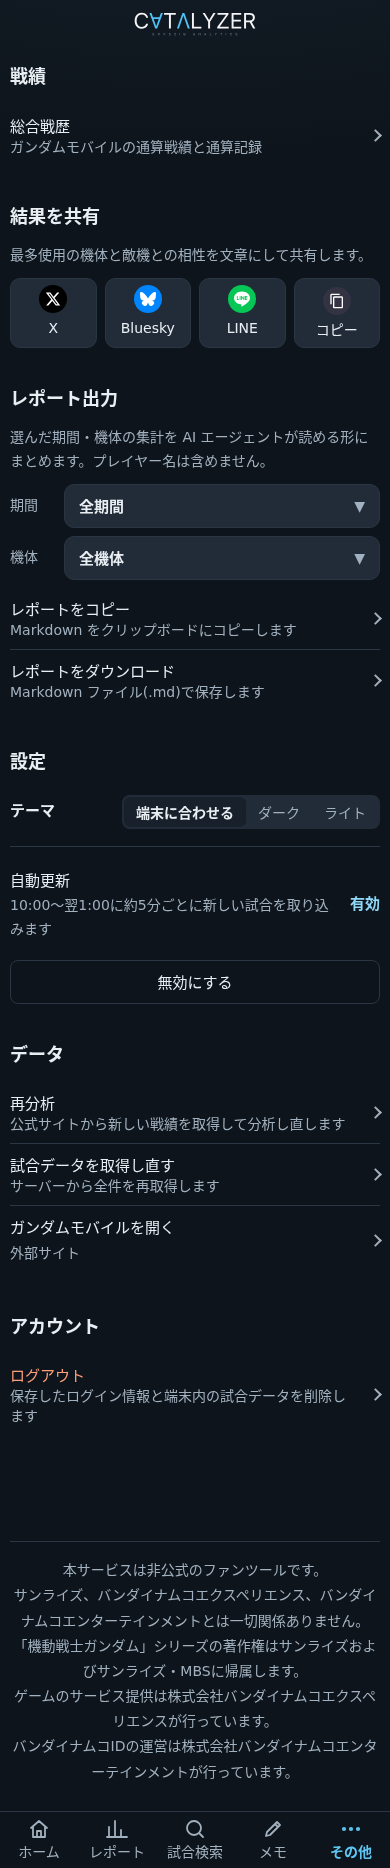 CATALYZER
戦績
総合戦歴
ガンダムモバイルの通算戦績と通算記録
結果を共有
最多使用の機体と敵機との相性を文章にして共有します。
X
Bluesky
LINE
コピー
レポート出力
選んだ期間・機体の集計を AI エージェントが読める形に
まとめます。プレイヤー名は含めません。
期間
全期間
機体
全機体
レポートをコピー
Markdown をクリップボードにコピーします
レポートをダウンロード
Markdown ファイル(.md)で保存します
設定
テーマ
端末に合わせる
ダーク
ライト
自動更新
10:00〜翌1:00に約5分ごとに新しい試合を取り込
みます
有効
無効にする
データ
再分析
公式サイトから新しい戦績を取得して分析し直します
試合データを取得し直す
サーバーから全件を再取得します
ガンダムモバイルを開く
外部サイト
アカウント
ログアウト
保存したログイン情報と端末内の試合データを削除し
ます
本サービスは非公式のファンツールです。
サンライズ、バンダイナムコエクスペリエンス、バンダイ
ナムコエンターテインメントとは一切関係ありません。
「機動戦士ガンダム」シリーズの著作権はサンライズおよ
びサンライズ・MBSに帰属します。
ゲームのサービス提供は株式会社バンダイナムコエクスペ
リエンスが行っています。
バンダイナムコIDの運営は株式会社バンダイナムコエンタ
ーテインメントが行っています。
ホーム
レポート
試合検索
メモ
その他